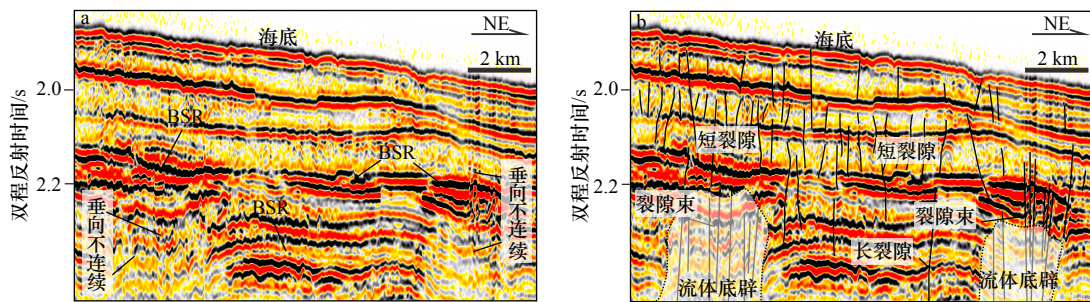 a
海底
NE
2 km
2.0
2.2
双程反射时间/s
BSR
BSR
BSR
垂向不连续
垂向不连续
b
海底
NE
2 km
2.0
2.2
双程反射时间/s
短裂隙
短裂隙
裂隙束
裂隙束
长裂隙
流体底辟
流体底辟